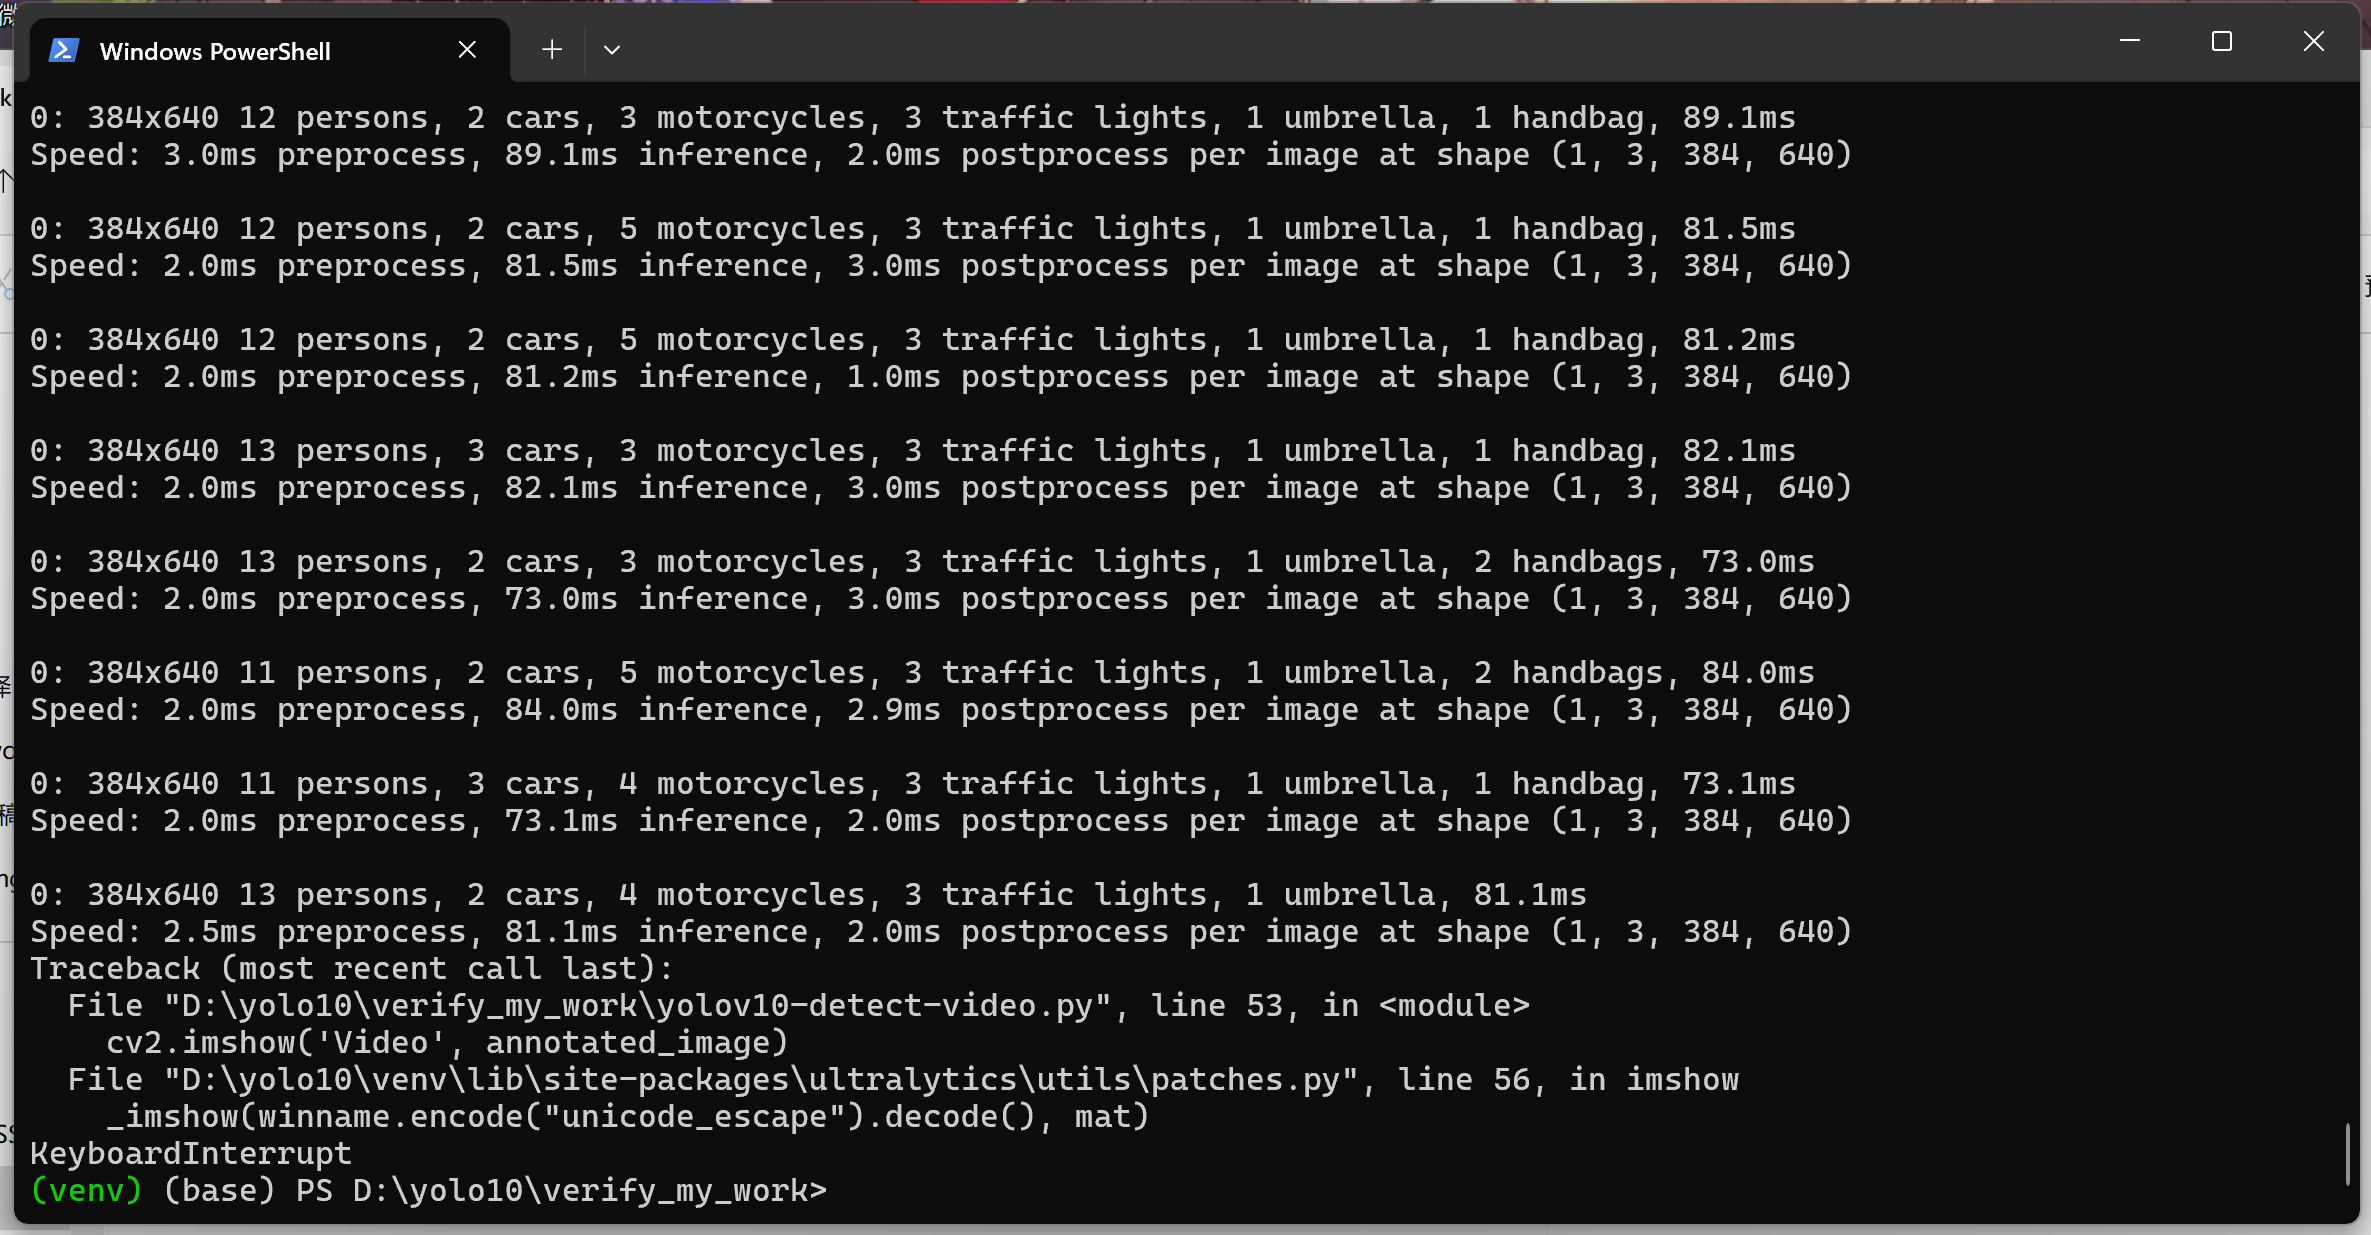 Windows PowerShell
0: 384x640 12 persons, 2 cars, 3 motorcycles, 3 traffic lights, 1 umbrella, 1 handbag, 89.1ms
Speed: 3.0ms preprocess, 89.1ms inference, 2.0ms postprocess per image at shape (1, 3, 384, 640)
0: 384x640 12 persons, 2 cars, 5 motorcycles, 3 traffic lights, 1 umbrella, 1 handbag, 81.5ms
Speed: 2.0ms preprocess, 81.5ms inference, 3.0ms postprocess per image at shape (1, 3, 384, 640)
0: 384x640 12 persons, 2 cars, 5 motorcycles, 3 traffic lights, 1 umbrella, 1 handbag, 81.2ms
Speed: 2.0ms preprocess, 81.2ms inference, 1.0ms postprocess per image at shape (1, 3, 384, 640)
0: 384x640 13 persons, 3 cars, 3 motorcycles, 3 traffic lights, 1 umbrella, 1 handbag, 82.1ms
Speed: 2.0ms preprocess, 82.1ms inference, 3.0ms postprocess per image at shape (1, 3, 384, 640)
0: 384x640 13 persons, 2 cars, 3 motorcycles, 3 traffic lights, 1 umbrella, 2 handbags, 73.0ms
Speed: 2.0ms preprocess, 73.0ms inference, 3.0ms postprocess per image at shape (1, 3, 384, 640)
0: 384x640 11 persons, 2 cars, 5 motorcycles, 3 traffic lights, 1 umbrella, 2 handbags, 84.0ms
Speed: 2.0ms preprocess, 84.0ms inference, 2.9ms postprocess per image at shape (1, 3, 384, 640)
0: 384x640 11 persons, 3 cars, 4 motorcycles, 3 traffic lights, 1 umbrella, 1 handbag, 73.1ms
Speed: 2.0ms preprocess, 73.1ms inference, 2.0ms postprocess per image at shape (1, 3, 384, 640)
0: 384x640 13 persons, 2 cars, 4 motorcycles, 3 traffic lights, 1 umbrella, 81.1ms
Speed: 2.5ms preprocess, 81.1ms inference, 2.0ms postprocess per image at shape (1, 3, 384, 640)
Traceback (most recent call last):
  File "D:\yolo10\verify_my_work\yolov10-detect-video.py", line 53, in <module>
    cv2.imshow('Video', annotated_image)
  File "D:\yolo10\venv\lib\site-packages\ultralytics\utils\patches.py", line 56, in imshow
    _imshow(winname.encode("unicode_escape").decode(), mat)
KeyboardInterrupt
(venv) (base) PS D:\yolo10\verify_my_work>